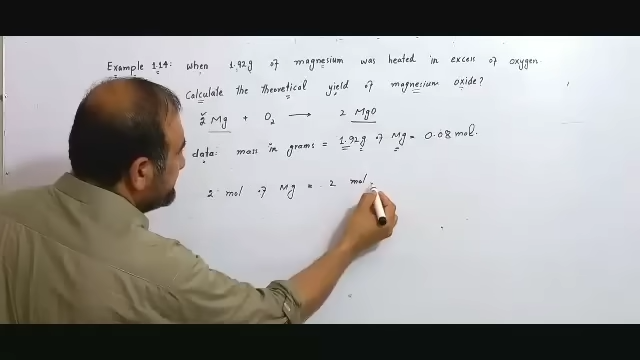 Example 1.14: when 1.92g of magnesium was heated in excess of oxygen
Calculate the theoretical yield of magnesium oxide?
2 Mg + O₂ ⟶ 2 MgO
data: mass in grams = 1.92g of Mg = 0.08 mol.
2 mol of Mg = 2 mol